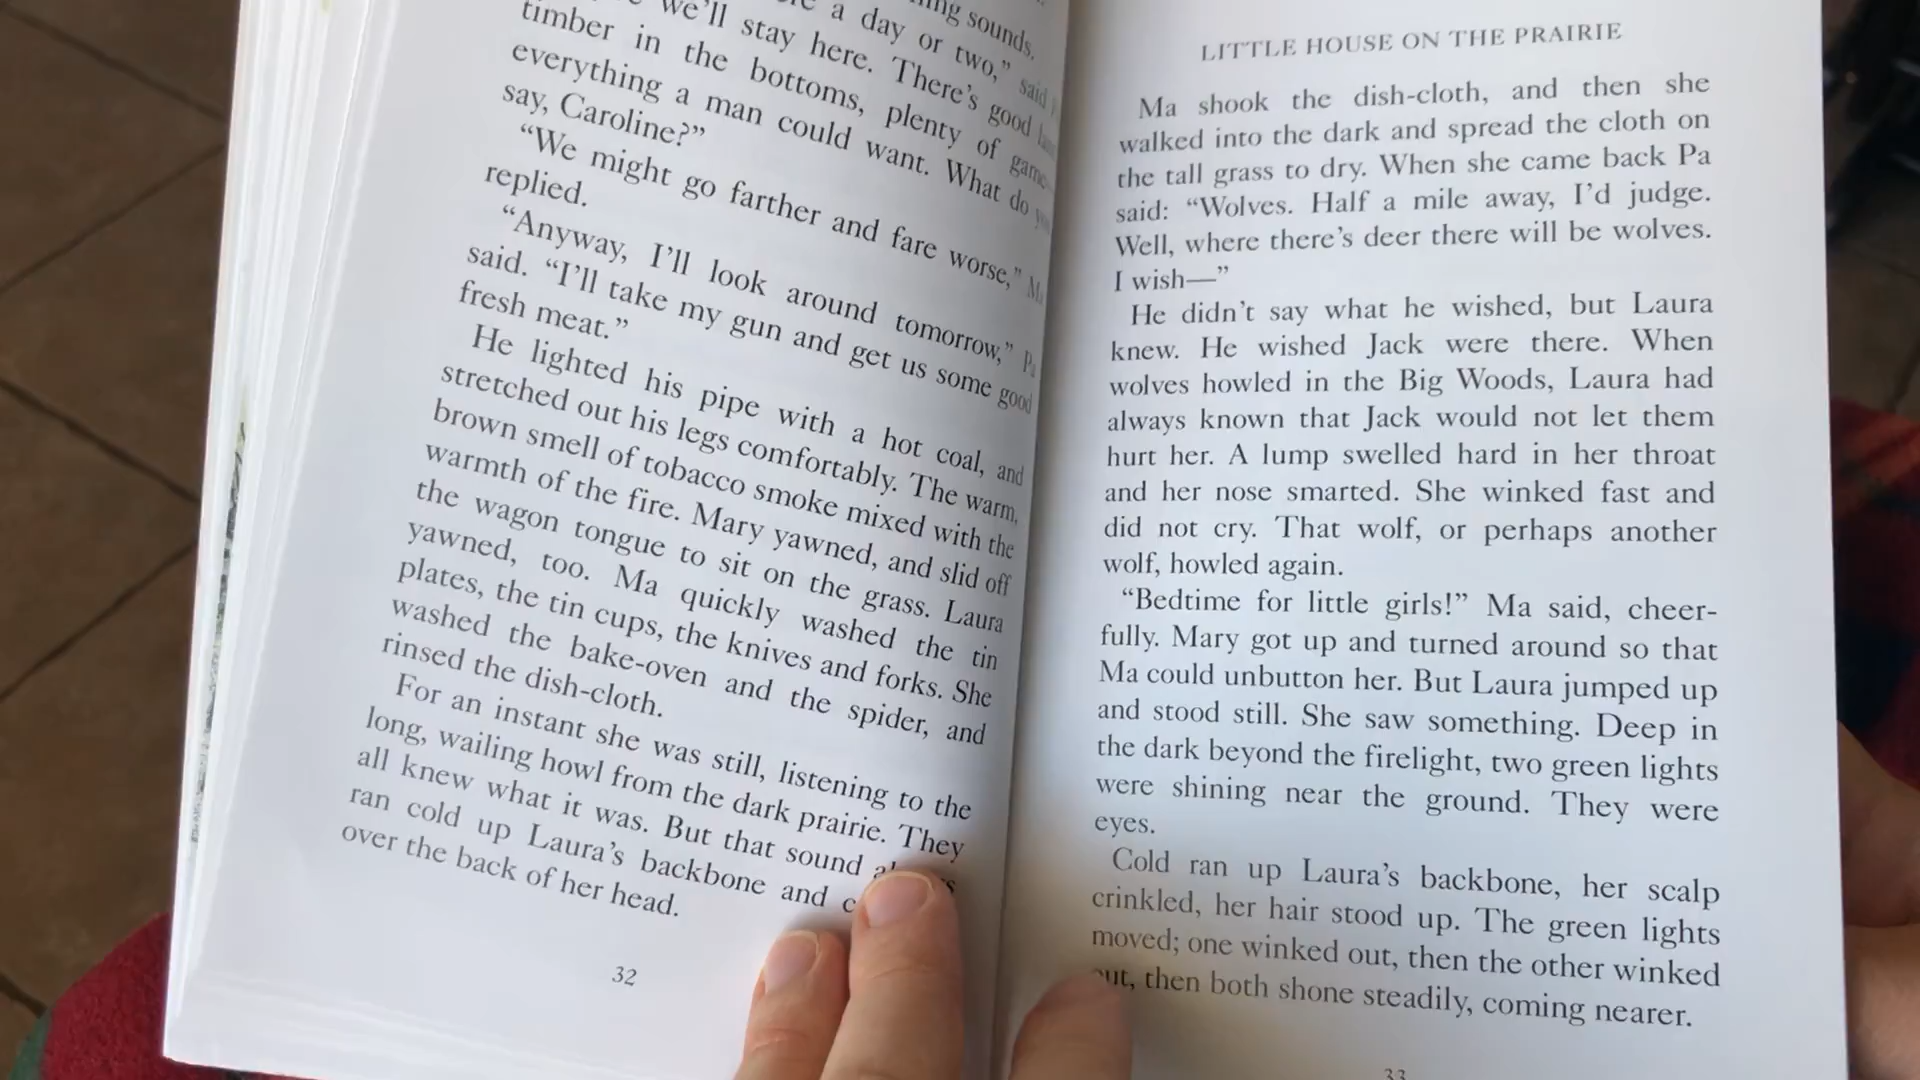 ning sounds.
a day or two,” said
we’ll stay here. There’s good
timber in the bottoms, plenty of game—
everything a man could want. What do
say, Caroline?”
“We might go farther and fare worse,”
replied.
“Anyway, I’ll look around tomorrow,” Pa
said. “I’ll take my gun and get us some good
fresh meat.”
He lighted his pipe with a hot coal, and
stretched out his legs comfortably. The warm,
brown smell of tobacco smoke mixed with the
warmth of the fire. Mary yawned, and slid off
the wagon tongue to sit on the grass. Laura
yawned, too. Ma quickly washed the tin
plates, the tin cups, the knives and forks. She
washed the bake-oven and the spider, and
rinsed the dish-cloth.
For an instant she was still, listening to the
long, wailing howl from the dark prairie. They
all knew what it was. But that sound
ran cold up Laura’s backbone and
over the back of her head.
32
LITTLE HOUSE ON THE PRAIRIE
Ma shook the dish-cloth, and then she
walked into the dark and spread the cloth on
the tall grass to dry. When she came back Pa
said: “Wolves. Half a mile away, I’d judge.
Well, where there’s deer there will be wolves.
I wish—”
He didn’t say what he wished, but Laura
knew. He wished Jack were there. When
wolves howled in the Big Woods, Laura had
always known that Jack would not let them
hurt her. A lump swelled hard in her throat
and her nose smarted. She winked fast and
did not cry. That wolf, or perhaps another
wolf, howled again.
“Bedtime for little girls!” Ma said, cheer-
fully. Mary got up and turned around so that
Ma could unbutton her. But Laura jumped up
and stood still. She saw something. Deep in
the dark beyond the firelight, two green lights
were shining near the ground. They were
eyes.
Cold ran up Laura’s backbone, her scalp
crinkled, her hair stood up. The green lights
moved; one winked out, then the other winked
out, then both shone steadily, coming nearer.
33